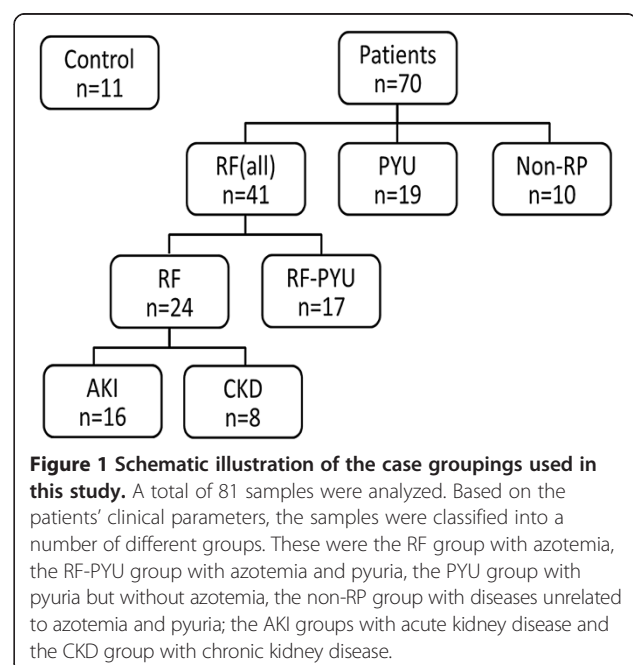 Control
n=11
Patients
n=70
RF(all)
n=41
PYU
n=19
Non-RP
n=10
RF
n=24
RF-PYU
n=17
AKI
n=16
CKD
n=8
Figure 1 Schematic illustration of the case groupings used in
this study. A total of 81 samples were analyzed. Based on the
patients’ clinical parameters, the samples were classified into a
number of different groups. These were the RF group with azotemia,
the RF-PYU group with azotemia and pyuria, the PYU group with
pyuria but without azotemia, the non-RP group with diseases unrelated
to azotemia and pyuria; the AKI groups with acute kidney disease and
the CKD group with chronic kidney disease.